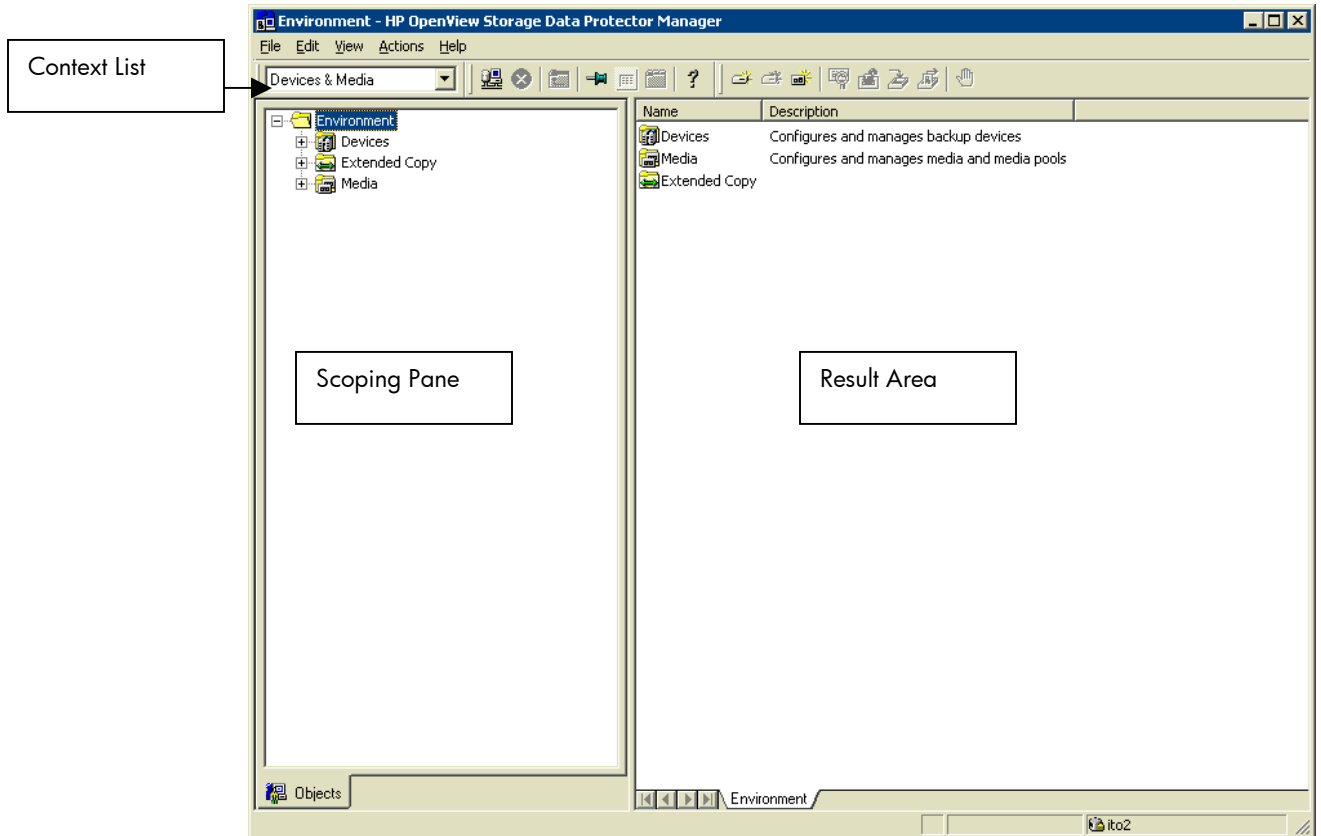 Environment - HP OpenView Storage Data Protector Manager
File Edit View Actions Help
Context List
Devices & Media
Name Description
Environment
Devices
Extended Copy
Media
Devices Configures and manages backup devices
Media Configures and manages media and media pools
Extended Copy
Scoping Pane
Result Area
Objects
Environment
ito2